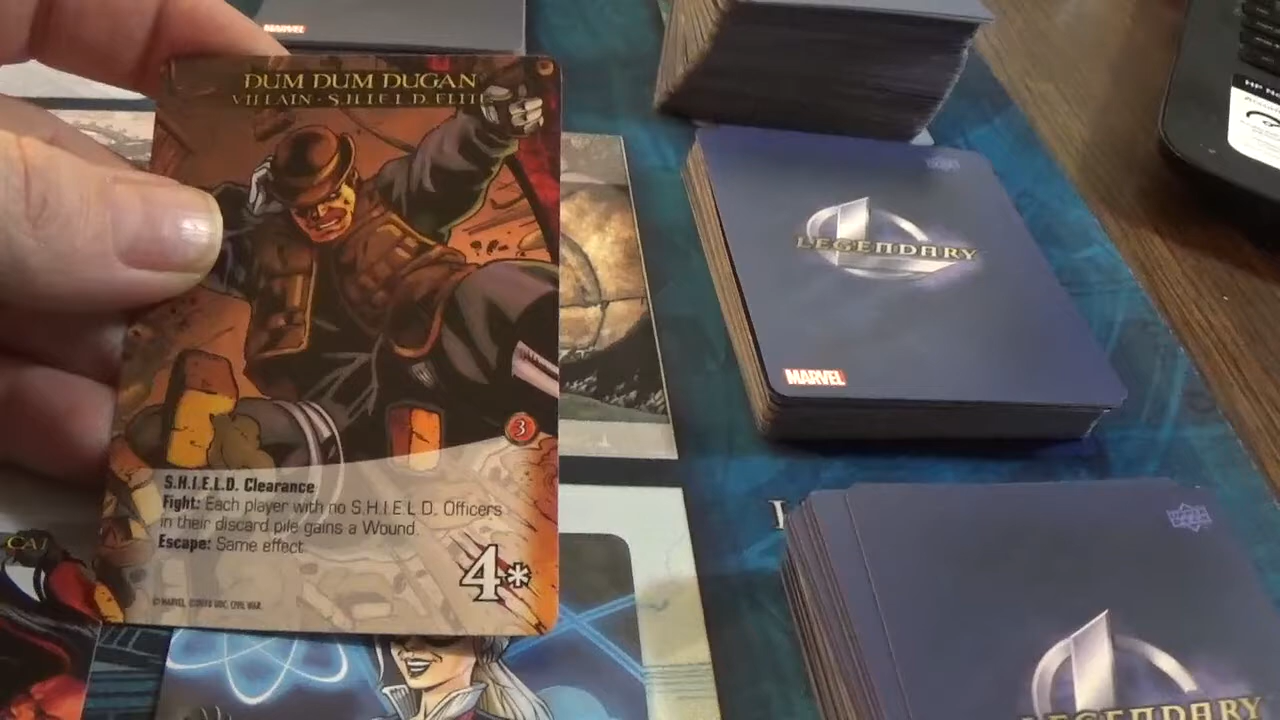 MARVEL
DUM DUM DUGAN
VILLAIN · S.H.I.E.L.D. ELITE
3
S.H.I.E.L.D. Clearance
Fight: Each player with no S.H.I.E.L.D. Officers
in their discard pile gains a Wound.
Escape: Same effect.
4*
LEGENDARY
MARVEL
LEGENDARY